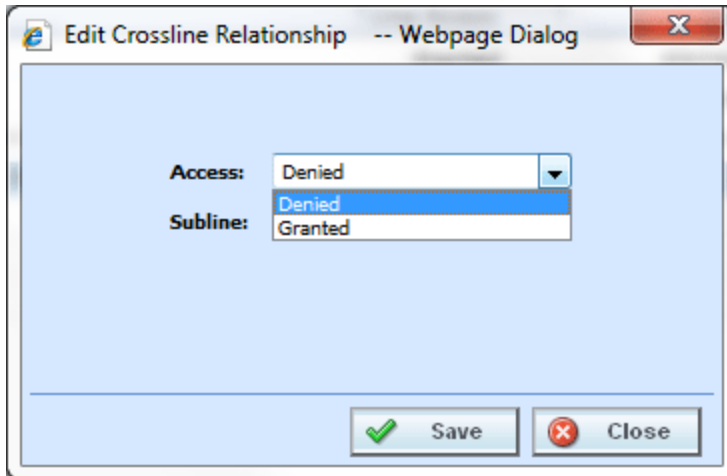 Edit Crossline Relationship -- Webpage Dialog
Access: Denied
Denied
Subline:
Granted
Save Close